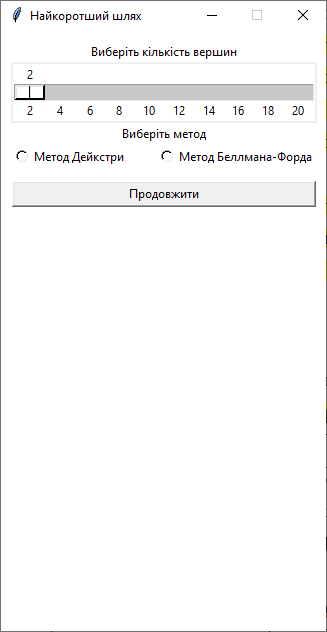 Найкоротший шлях
Виберіть кількість вершин
2
2 4 6 8 10 12 14 16 18 20
Виберіть метод
Метод Дейкстри Метод Беллмана-Форда
Продовжити